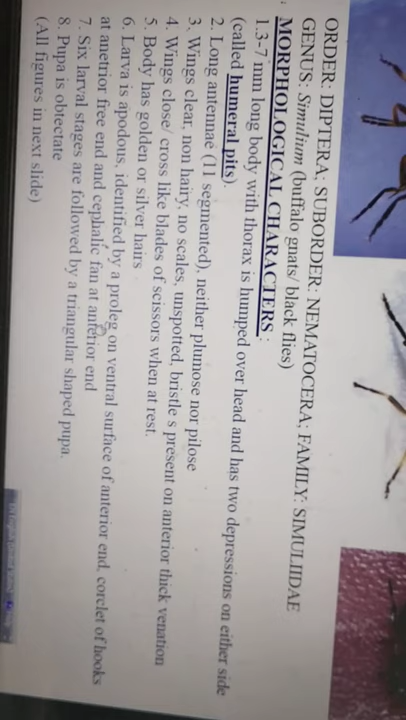 ORDER: DIPTERA; SUBORDER: NEMATOCERA; FAMILY: SIMULIIDAE
GENUS: Simulium (buffalo gnats/ black flies)
MORPHOLOGICAL CHARACTERS :
1.3-7 mm long body with thorax is humped over head and has two depressions on either side
(called humeral pits).
2. Long antennae (11 segmented), neither plumose nor pilose
3. Wings clear, non hairy, no scales, unspotted, bristle s present on anterior thick venation
4. Wings close/ cross like blades of scissors when at rest.
5. Body has golden or silver hairs
6. Larva is apodous, identified by a proleg on ventral surface of anterior end, corclet of hooks
at anetrior free end and cephalic fan at anterior end
7. Six larval stages are followed by a triangular shaped pupa.
8. Pupa is obtectate
(All figures in next slide)